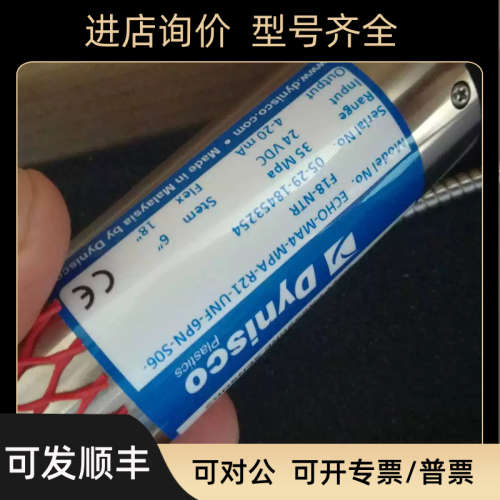 进店询价 型号齐全
Dynisco
Plastics
Model No. ECHO-MA4-MPA-R21-UNF-6PN-S06-
F18-NTR
Serial No. 05-29-18453254
Range 35 Mpa
Input 24 VDC
Output 4-20 mA
Stem 6"
Flex 18"
CE
www.dynisco.com • Made in Malaysia by Dynisco
可发顺丰
可对公 可开专票/普票